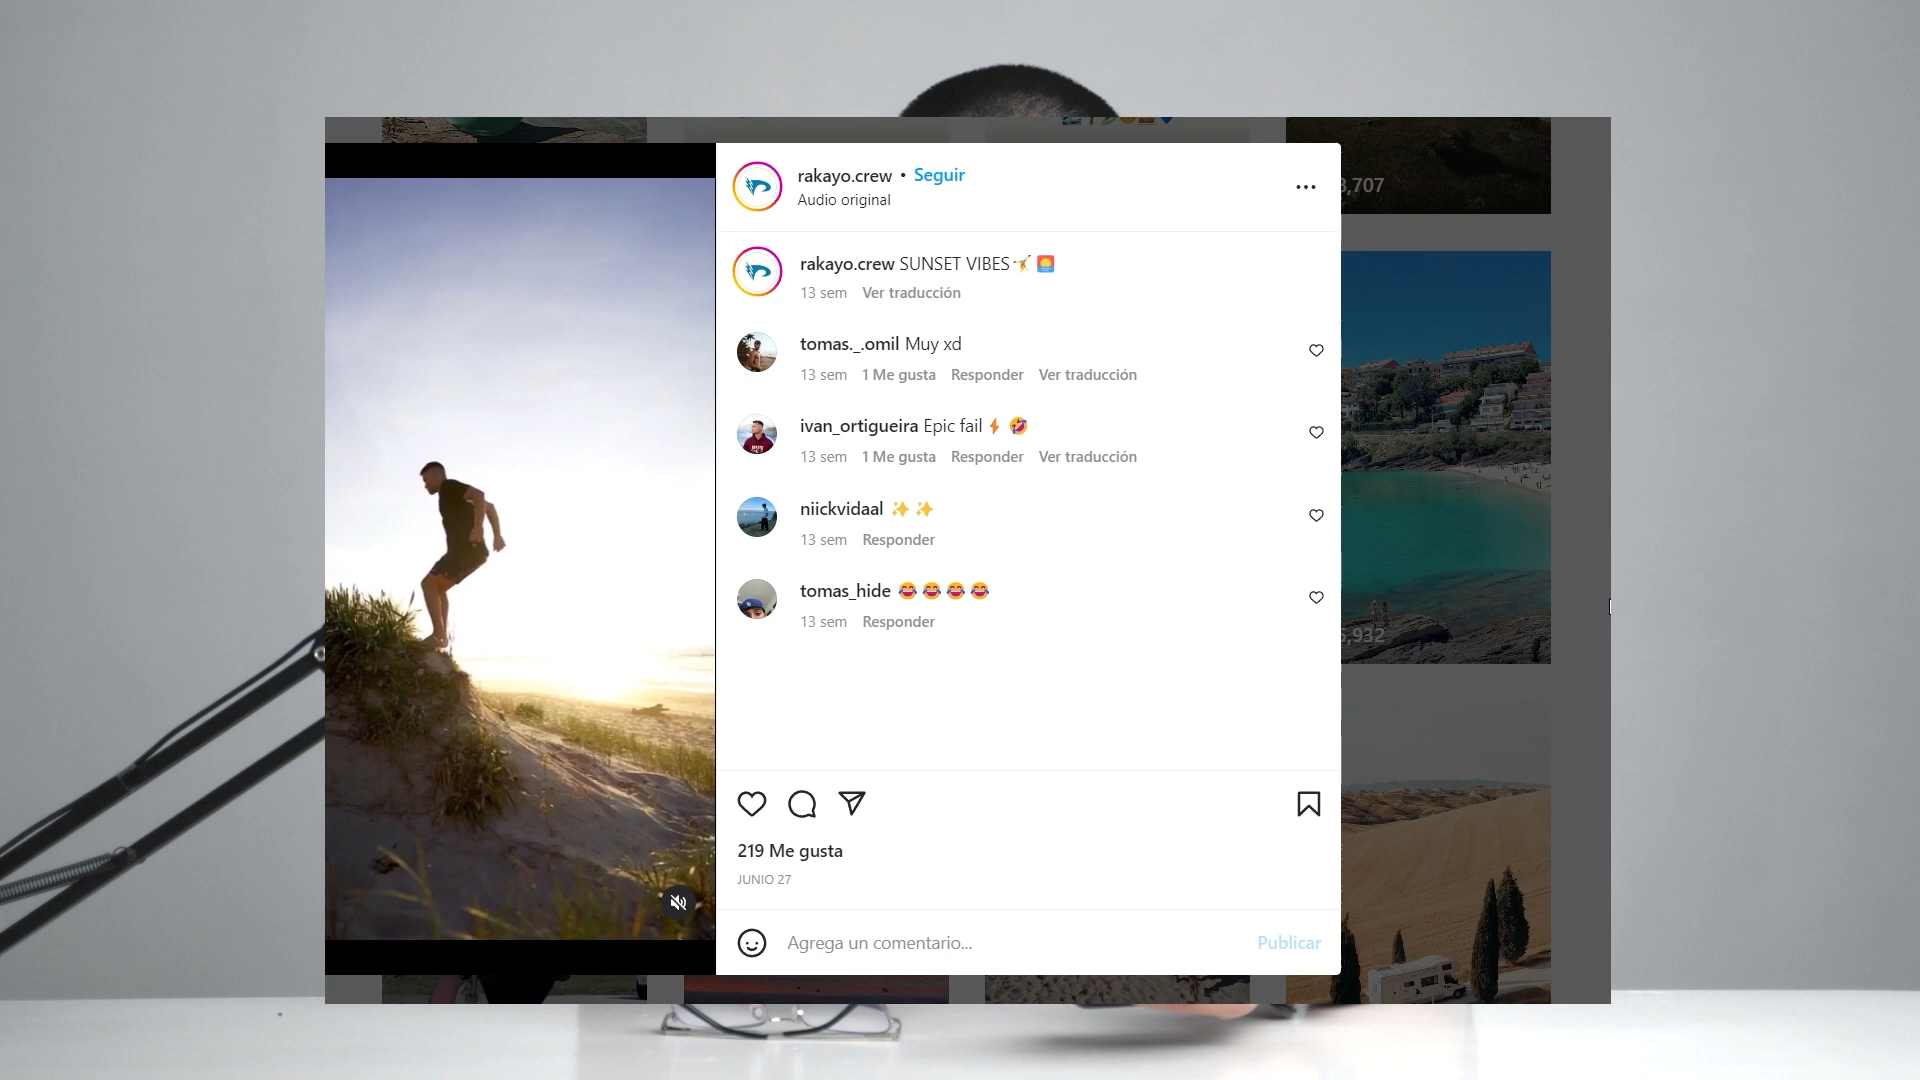 rakayo.crew • Seguir
Audio original
rakayo.crew SUNSET VIBES🤸🌅
13 sem Ver traducción
tomas._.omil Muy xd
13 sem 1 Me gusta Responder Ver traducción
ivan_ortigueira Epic fail⚡🤣
13 sem 1 Me gusta Responder Ver traducción
niickvidaal ✨✨
13 sem Responder
tomas_hide 😂😂😂😂
13 sem Responder
219 Me gusta
JUNIO 27
Agrega un comentario...
Publicar